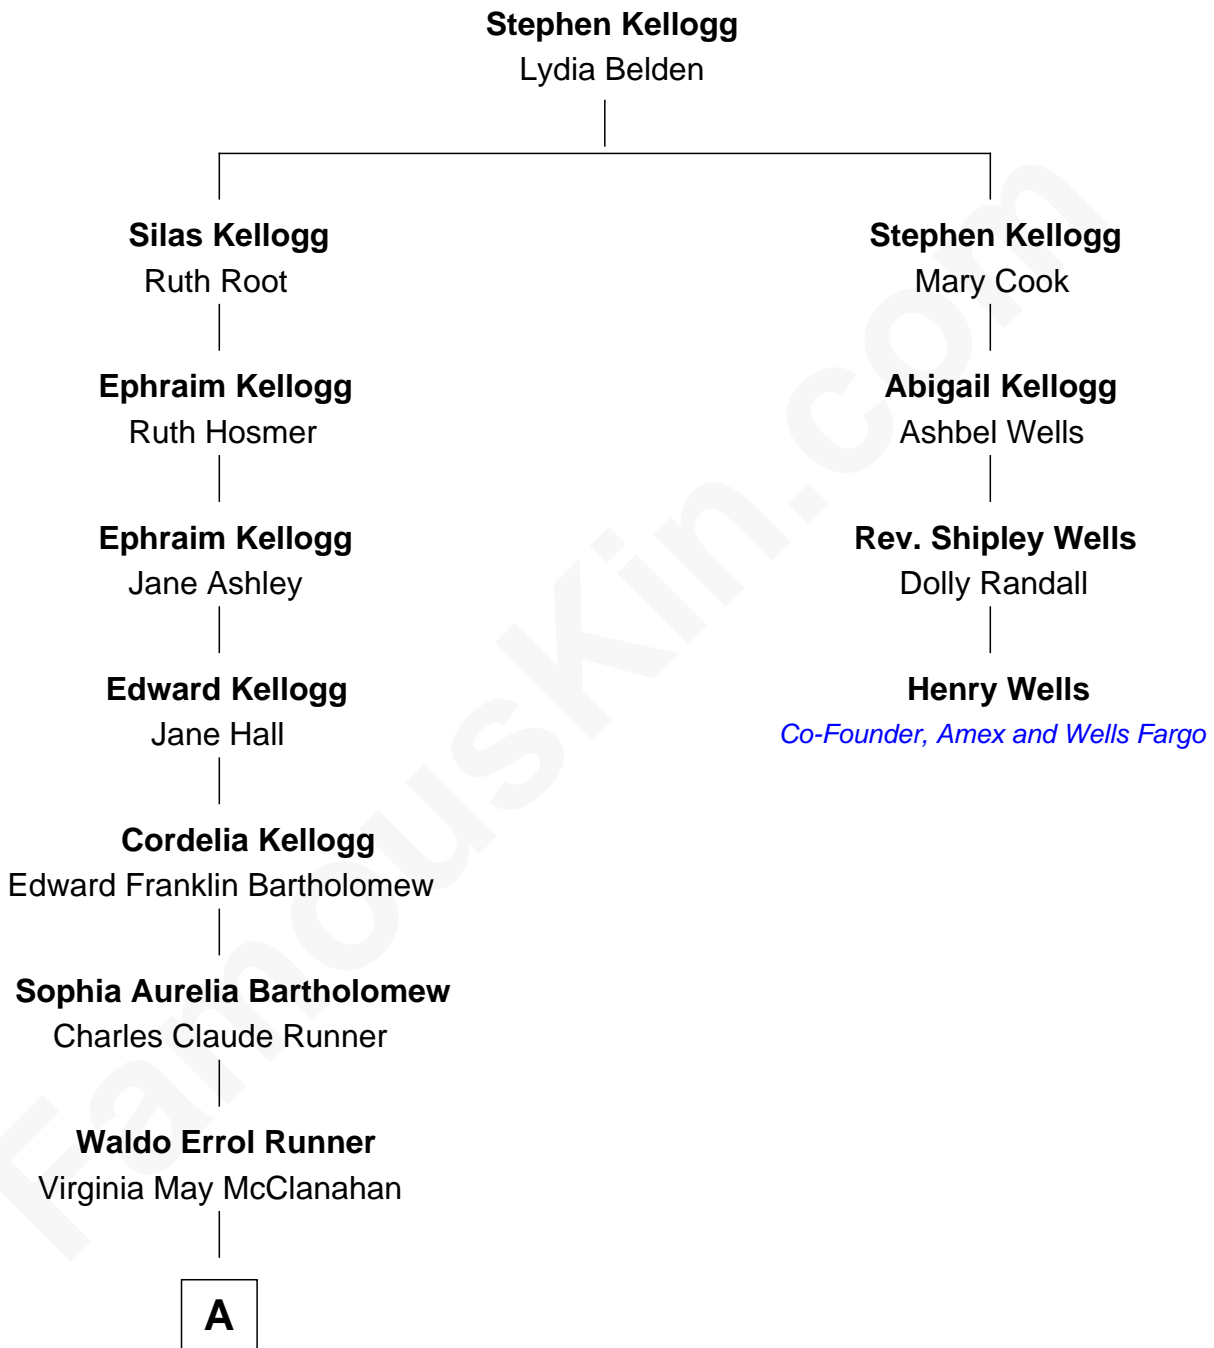 Stephen Kellogg
Lydia Belden
Silas Kellogg
Ruth Root
Ephraim Kellogg
Ruth Hosmer
Ephraim Kellogg
Jane Ashley
Edward Kellogg
Jane Hall
Cordelia Kellogg
Edward Franklin Bartholomew
Sophia Aurelia Bartholomew
Charles Claude Runner
Waldo Errol Runner
Virginia May McClanahan
A
Stephen Kellogg
Mary Cook
Abigail Kellogg
Ashbel Wells
Rev. Shipley Wells
Dolly Randall
Henry Wells
Co-Founder, Amex and Wells Fargo
FamousKin.com